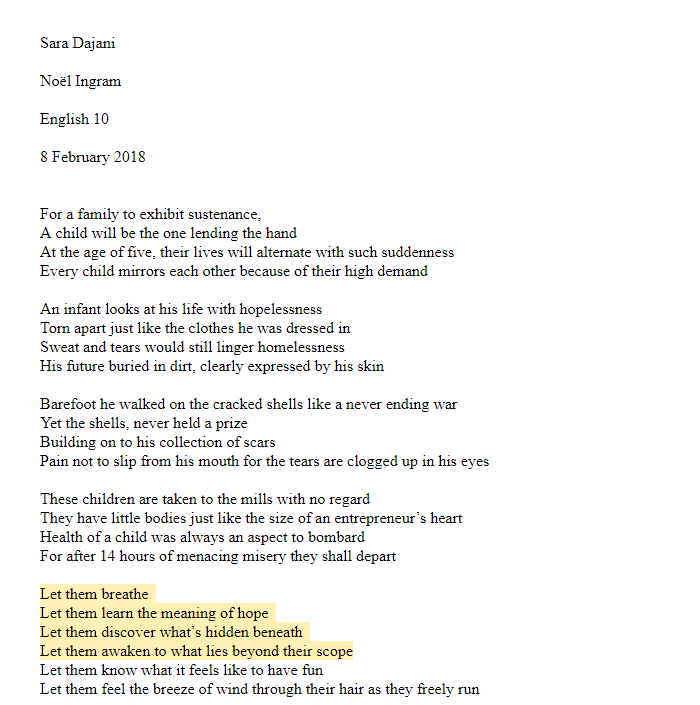 Sara Dajani
Noël Ingram
English 10
8 February 2018
For a family to exhibit sustenance,
A child will be the one lending the hand
At the age of five, their lives will alternate with such suddenness
Every child mirrors each other because of their high demand
An infant looks at his life with hopelessness
Torn apart just like the clothes he was dressed in
Sweat and tears would still linger homelessness
His future buried in dirt, clearly expressed by his skin
Barefoot he walked on the cracked shells like a never ending war
Yet the shells, never held a prize
Building on to his collection of scars
Pain not to slip from his mouth for the tears are clogged up in his eyes
These children are taken to the mills with no regard
They have little bodies just like the size of an entrepreneur’s heart
Health of a child was always an aspect to bombard
For after 14 hours of menacing misery they shall depart
Let them breathe
Let them learn the meaning of hope
Let them discover what’s hidden beneath
Let them awaken to what lies beyond their scope
Let them know what it feels like to have fun
Let them feel the breeze of wind through their hair as they freely run